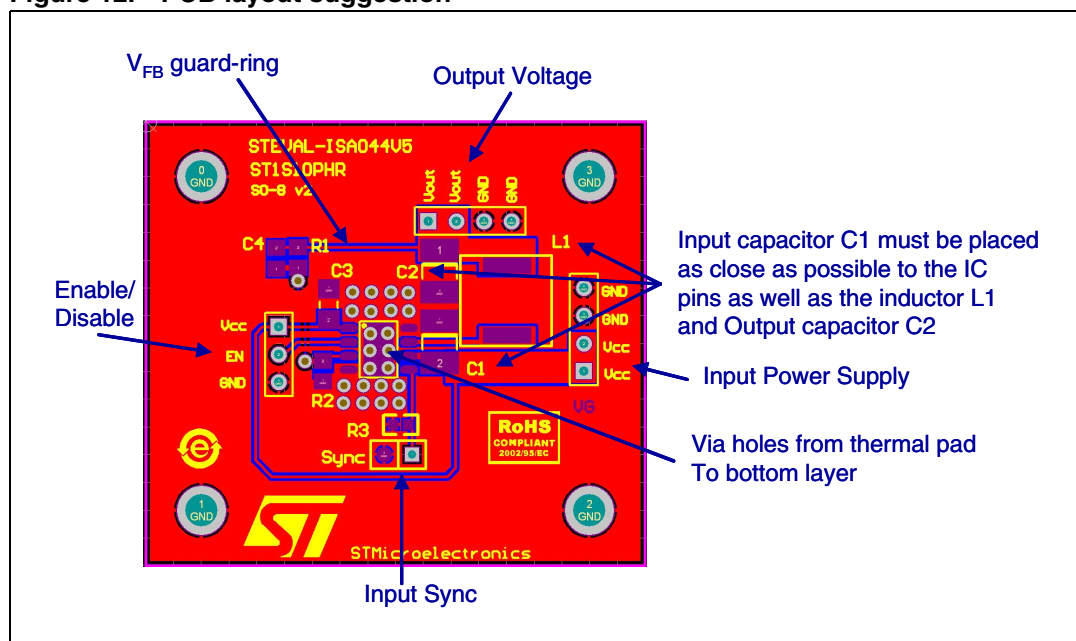 Figure 12. PCB layout suggestion
V_FB guard-ring
Output Voltage
STEVAL-ISA044V5
ST1S10PHR
SO-8 v2
0
GND
3
GND
Vout
Vout
GND
GND
C4
R1
L1
Input capacitor C1 must be placed
as close as possible to the IC
pins as well as the inductor L1
and Output capacitor C2
C3
C2
1
Enable/
Disable
Vcc
EN
GND
GND
GND
Vcc
Vcc
2
C1
Input Power Supply
R2
VG
R3
RoHS
COMPLIANT
2002/95/EC
Via holes from thermal pad
To bottom layer
Sync
e
1
GND
2
GND
ST
STMicroelectronics
Input Sync